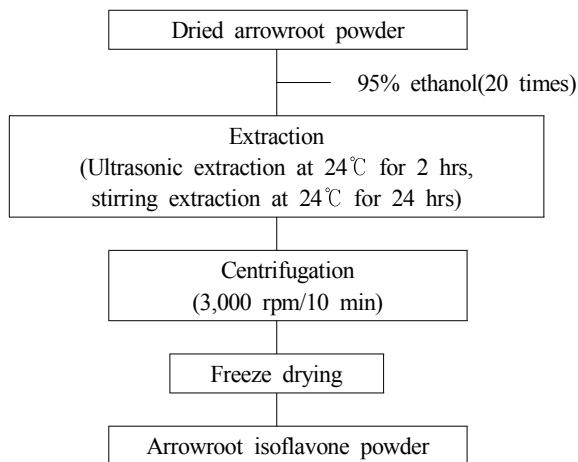 Dried arrowroot powder
95% ethanol(20 times)
Extraction
(Ultrasonic extraction at 24℃ for 2 hrs,
stirring extraction at 24℃ for 24 hrs)
Centrifugation
(3,000 rpm/10 min)
Freeze drying
Arrowroot isoflavone powder